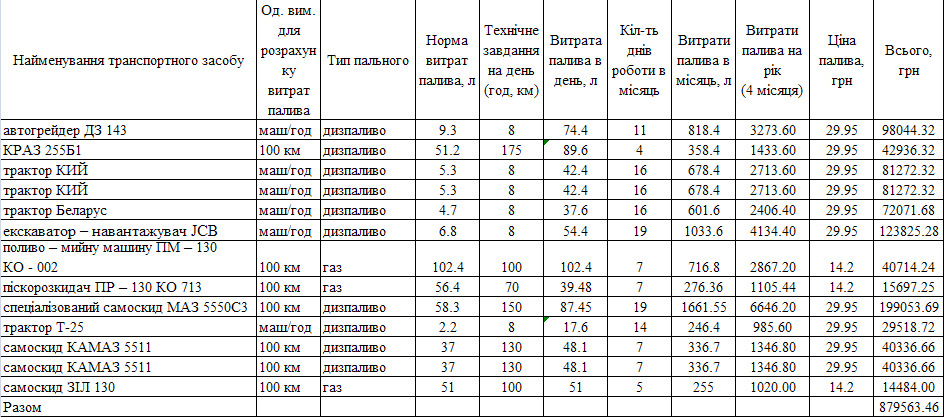 Найменування транспортного засобу Од. вим. для розрахун ку витрат палива Тип пального Норма витрат палива, л Технічне завдання на день (год, км) Витрата палива в день, л Кіл-ть днів роботи в місяць Витрати палива в місяць, л Витрати палива на рік (4 місяця) Ціна палива, грн Всього, грн
автогрейдер ДЗ 143 маш/год дизпаливо 9.3 8 74.4 11 818.4 3273.60 29.95 98044.32
КРАЗ 255Б1 100 км дизпаливо 51.2 175 89.6 4 358.4 1433.60 29.95 42936.32
трактор КИЙ маш/год дизпаливо 5.3 8 42.4 16 678.4 2713.60 29.95 81272.32
трактор КИЙ маш/год дизпаливо 5.3 8 42.4 16 678.4 2713.60 29.95 81272.32
трактор Беларус маш/год дизпаливо 4.7 8 37.6 16 601.6 2406.40 29.95 72071.68
екскаватор – навантажувач JCB маш/год дизпаливо 6.8 8 54.4 19 1033.6 4134.40 29.95 123825.28
поливо – мийну машину ПМ – 130
КО - 002 100 км газ 102.4 100 102.4 7 716.8 2867.20 14.2 40714.24
піскорозкидач ПР – 130 КО 713 100 км газ 56.4 70 39.48 7 276.36 1105.44 14.2 15697.25
спеціалізований самоскид МАЗ 5550С3 100 км дизпаливо 58.3 150 87.45 19 1661.55 6646.20 29.95 199053.69
трактор Т-25 маш/год дизпаливо 2.2 8 17.6 14 246.4 985.60 29.95 29518.72
самоскид КАМАЗ 5511 100 км дизпаливо 37 130 48.1 7 336.7 1346.80 29.95 40336.66
самоскид КАМАЗ 5511 100 км дизпаливо 37 130 48.1 7 336.7 1346.80 29.95 40336.66
самоскид ЗІЛ 130 100 км газ 51 100 51 5 255 1020.00 14.2 14484.00
Разом 879563.46